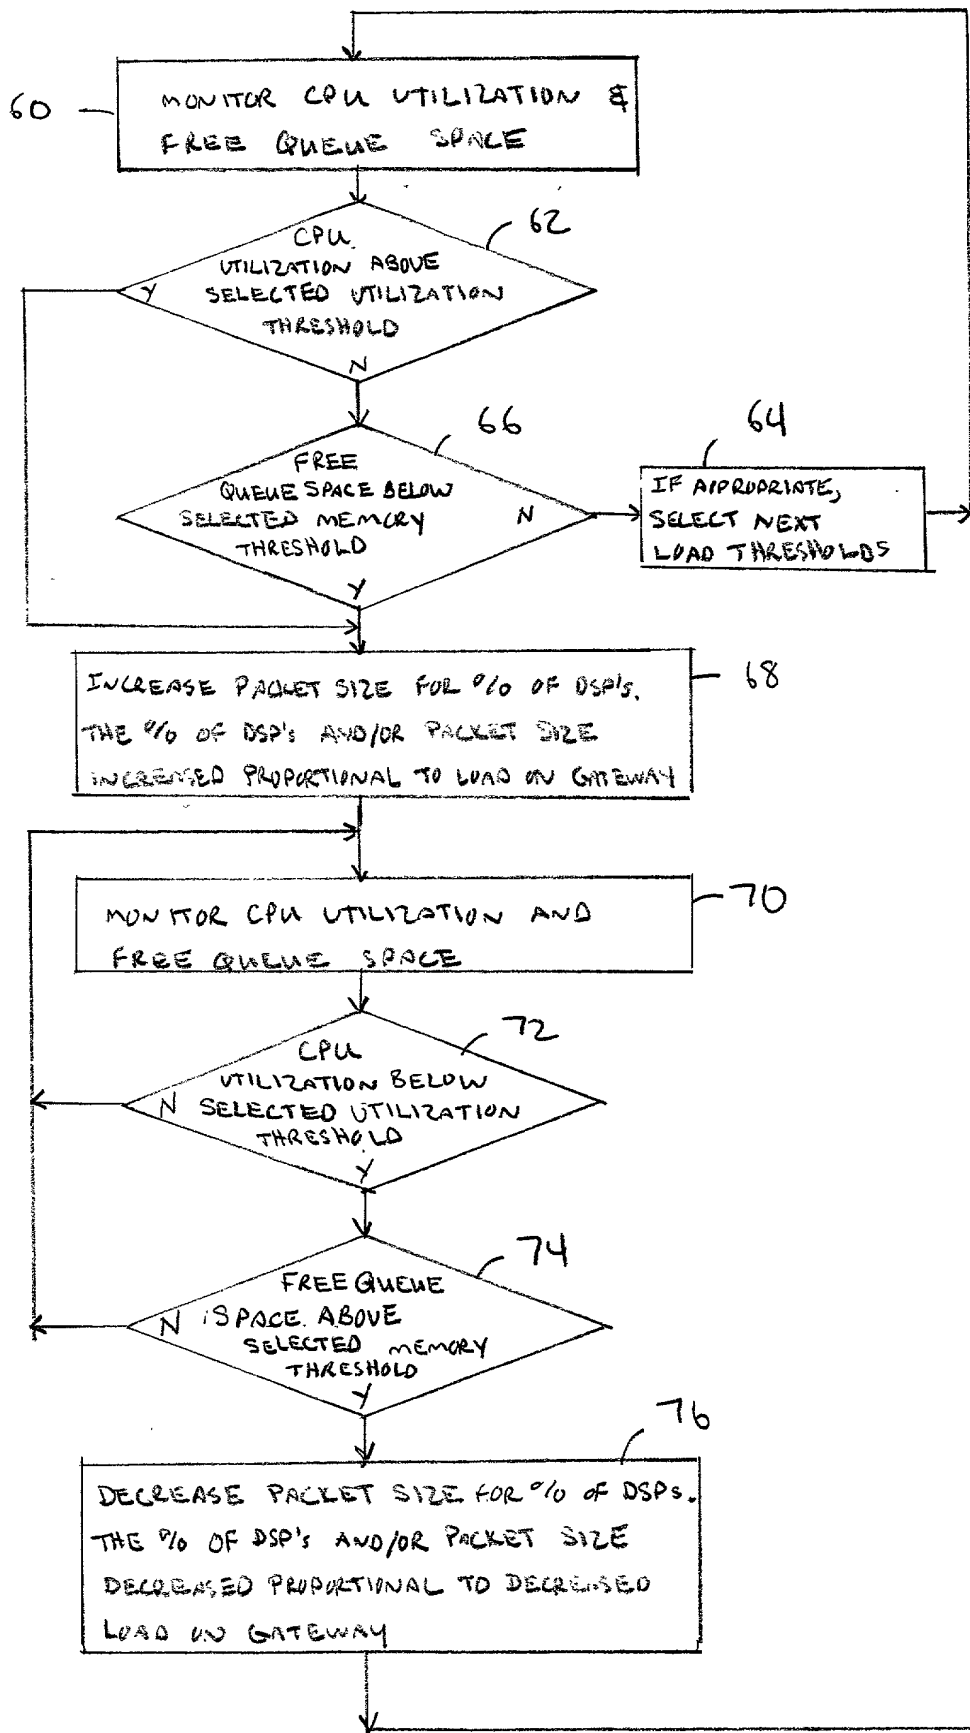 60
MONITOR CPU UTILIZATION &
FREE QUEUE SPACE
62
CPU
UTILIZATION ABOVE
Y
SELECTED UTILIZATION
THRESHOLD
N
66
FREE
QUEUE SPACE BELOW
SELECTED MEMORY
N
THRESHOLD
Y
64
IF APPROPRIATE,
SELECT NEXT
LOAD THRESHOLDS
68
INCREASE PACKET SIZE FOR % OF DSP's.
THE % OF DSP's AND/OR PACKET SIZE
INCREASED PROPORTIONAL TO LOAD ON GATEWAY
70
MONITOR CPU UTILIZATION AND
FREE QUEUE SPACE
72
CPU
UTILIZATION BELOW
N
SELECTED UTILIZATION
THRESHOLD
Y
74
FREE QUEUE
N
SPACE ABOVE
SELECTED MEMORY
THRESHOLD
Y
76
DECREASE PACKET SIZE FOR % OF DSPs.
THE % OF DSP's AND/OR PACKET SIZE
DECREASED PROPORTIONAL TO DECREASED
LOAD ON GATEWAY